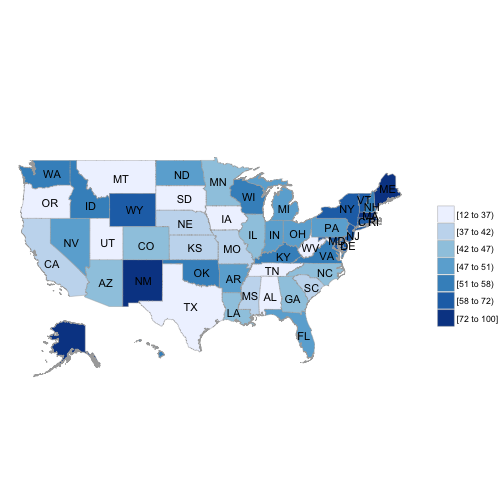 WA
MT
ND
MN
OR
ID
SD
WI
MI
ME
VT
NH
NY
MA
RI
WY
IA
NE
PA
NJ
IL
IN
OH
MD
DE
NV
UT
CO
KS
MO
WV
VA
KY
CA
AZ
NM
OK
AR
TN
NC
SC
TX
MS
AL
GA
LA
FL
[12 to 37)
[37 to 42)
[42 to 47)
[47 to 51)
[51 to 58)
[58 to 72)
[72 to 100]